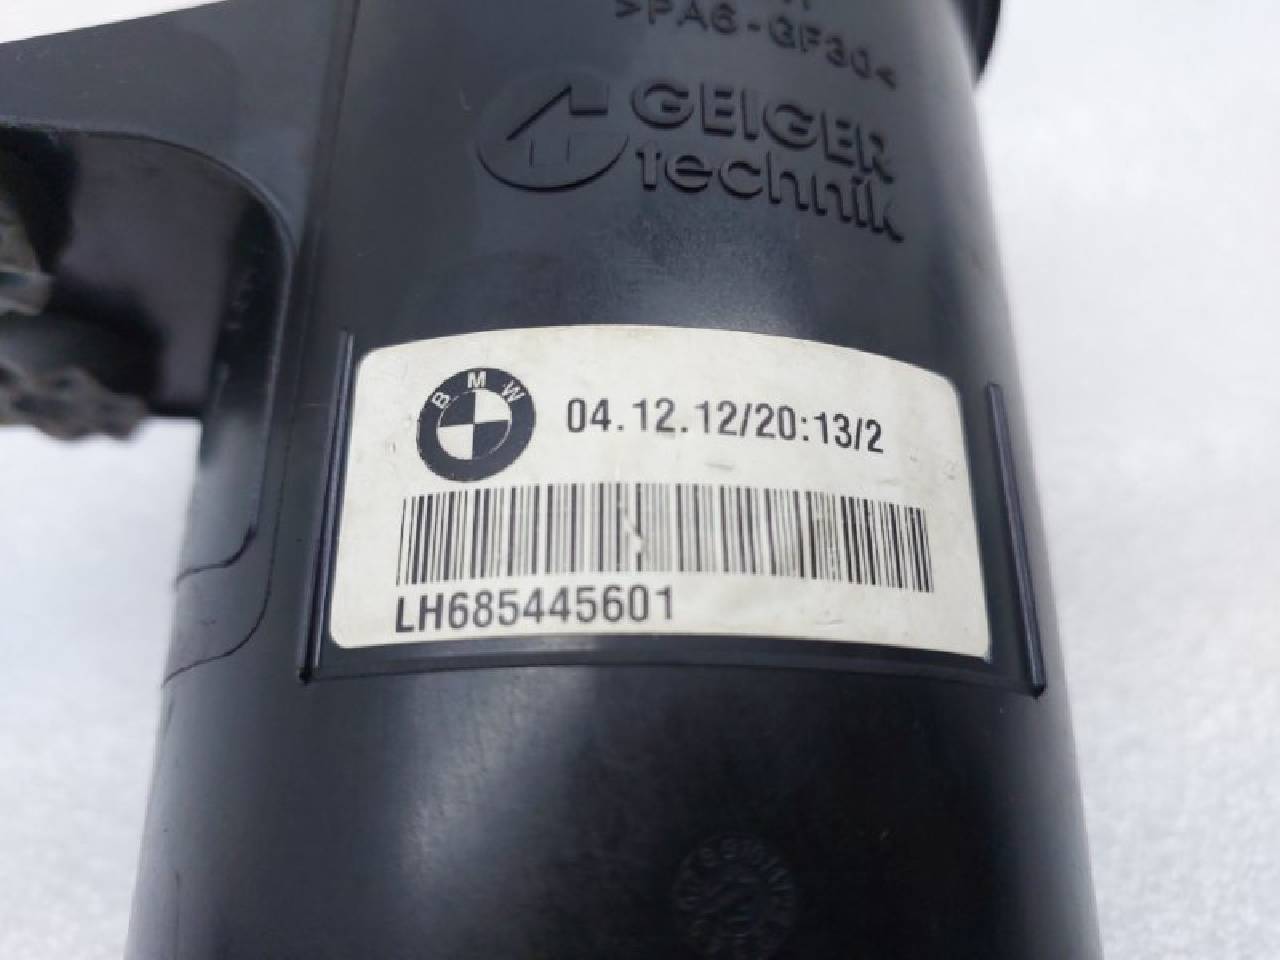 >PA6-GF30<
GEIGER
technik
BMW
04.12.12/20:13/2
LH685445601